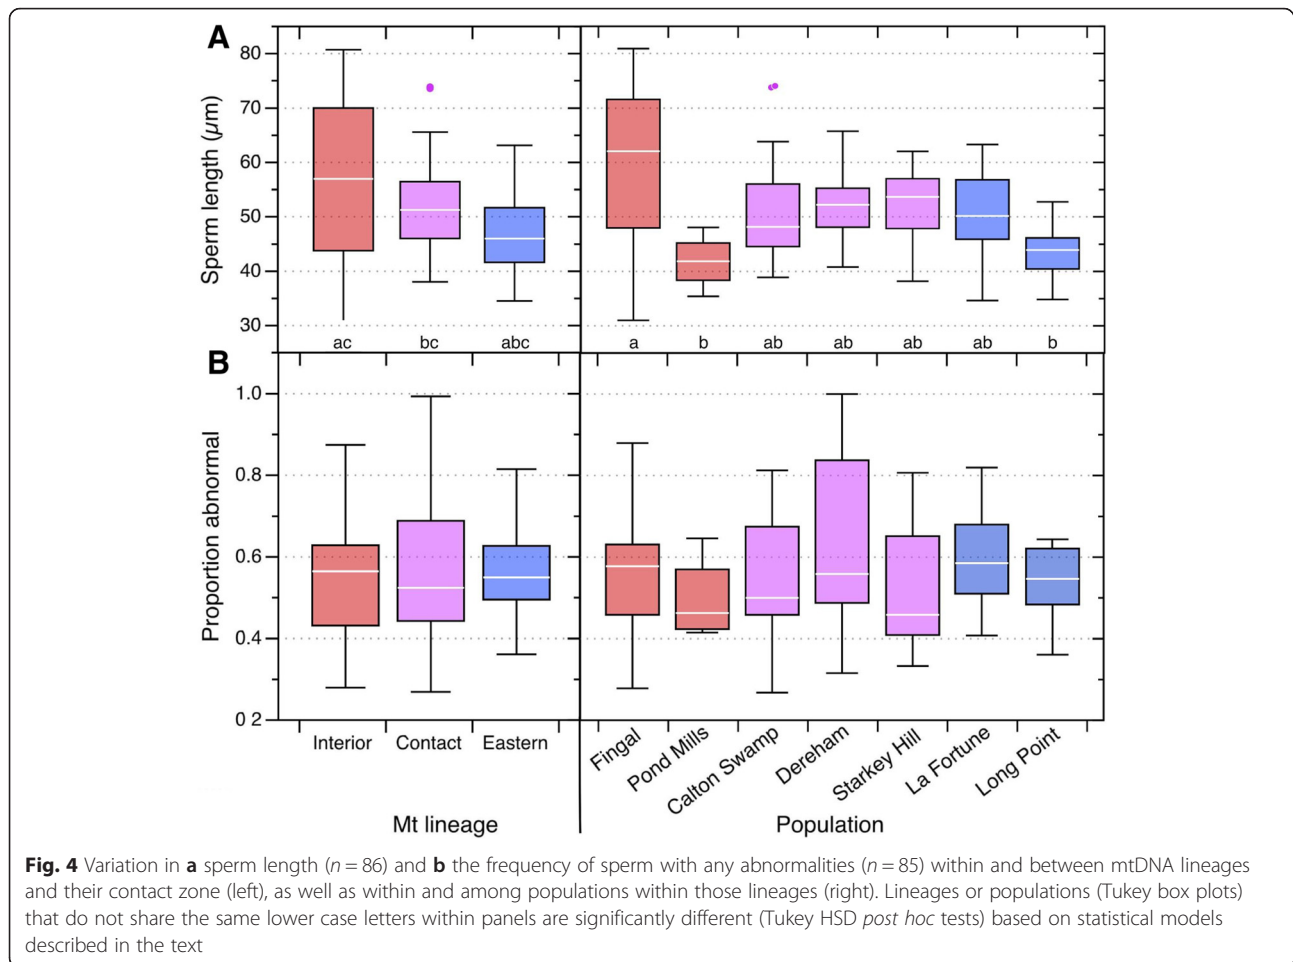 A
Sperm length (µm)
80
70
60
50
40
30
ac
bc
abc
a
b
ab
ab
ab
ab
b
B
Proportion abnormal
1.0
0.8
0.6
0.4
0 2
Interior
Contact
Eastern
Fingal
Pond Mills
Calton Swamp
Dereham
Starkey Hill
La Fortune
Long Point
Mt lineage
Population
Fig. 4 Variation in a sperm length (n = 86) and b the frequency of sperm with any abnormalities (n = 85) within and between mtDNA lineages
and their contact zone (left), as well as within and among populations within those lineages (right). Lineages or populations (Tukey box plots)
that do not share the same lower case letters within panels are significantly different (Tukey HSD post hoc tests) based on statistical models
described in the text